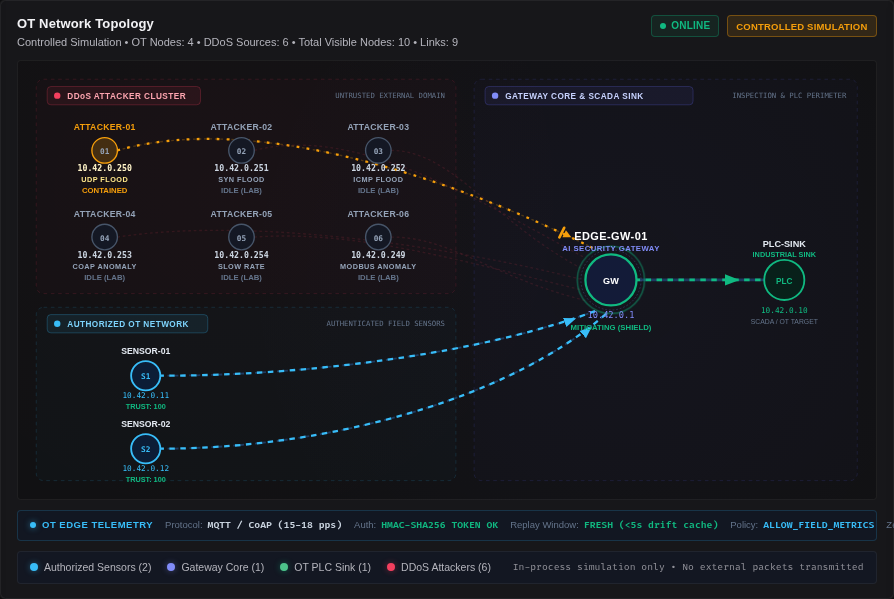 OT Network Topology
Controlled Simulation • OT Nodes: 4 • DDoS Sources: 6 • Total Visible Nodes: 10 • Links: 9
ONLINE
CONTROLLED SIMULATION
DDoS ATTACKER CLUSTER
UNTRUSTED EXTERNAL DOMAIN
GATEWAY CORE & SCADA SINK
INSPECTION & PLC PERIMETER
ATTACKER-01
01
10.42.0.250
UDP FLOOD
CONTAINED
ATTACKER-02
02
10.42.0.251
SYN FLOOD
IDLE (LAB)
ATTACKER-03
03
10.42.0.252
ICMP FLOOD
IDLE (LAB)
ATTACKER-04
04
10.42.0.253
COAP ANOMALY
IDLE (LAB)
ATTACKER-05
05
10.42.0.254
SLOW RATE
IDLE (LAB)
ATTACKER-06
06
10.42.0.249
MODBUS ANOMALY
IDLE (LAB)
EDGE-GW-01
AI SECURITY GATEWAY
GW
10.42.0.1
MITIGATING (SHIELD)
PLC-SINK
INDUSTRIAL SINK
PLC
10.42.0.10
SCADA / OT TARGET
AUTHORIZED OT NETWORK
AUTHENTICATED FIELD SENSORS
SENSOR-01
S1
10.42.0.11
TRUST: 100
SENSOR-02
S2
10.42.0.12
TRUST: 100
OT EDGE TELEMETRY Protocol: MQTT / CoAP (15–18 pps) Auth: HMAC-SHA256 TOKEN OK Replay Window: FRESH (<5s drift cache) Policy: ALLOW_FIELD_METRICS
Authorized Sensors (2) Gateway Core (1) OT PLC Sink (1) DDoS Attackers (6) In-process simulation only • No external packets transmitted